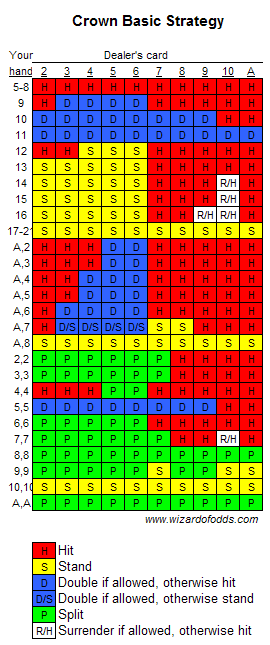 Crown Basic Strategy
Your Dealer's card
hand 2 3 4 5 6 7 8 9 10 A
5-8 H H H H H H H H H H
9 H D D D D H H H H H
10 D D D D D D D D H H
11 D D D D D D D D D D
12 H H S S S H H H H H
13 S S S S S H H H H H
14 S S S S S H H H R/H H
15 S S S S S H H H R/H H
16 S S S S S H H R/H R/H H
17-2 S S S S S S S S S S
A,2 H H H D D H H H H H
A,3 H H H D D H H H H H
A,4 H H D D D H H H H H
A,5 H H D D D H H H H H
A,6 H D D D D H H H H H
A,7 H D/S D/S D/S D/S S S H H H
A,8 S S S S S S S S S S
2,2 P P P P P P H H H H
3,3 P P P P P P H H H H
4,4 H H H P P H H H H H
5,5 D D D D D D D D H H
6,6 P P P P P P H H H H
7,7 P P P P P P H H R/H H
8,8 P P P P P P P P P P
9,9 P P P P P S P P S S
10,10 S S S S S S S S S S
A,A P P P P P P P P P P
www.wizardofodds.com
H Hit
S Stand
D Double if allowed, otherwise hit
D/S Double if allowed, otherwise stand
P Split
R/H Surrender if allowed, otherwise hit